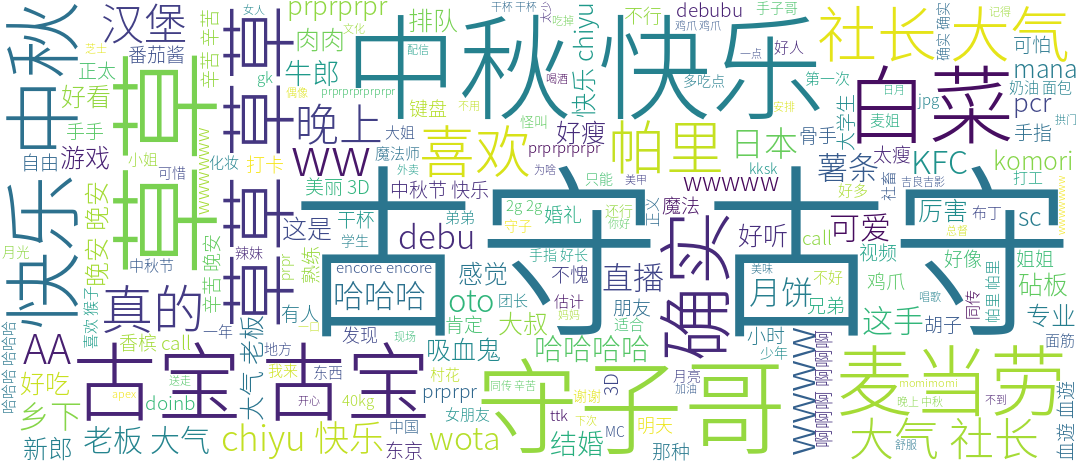 中秋 快乐
古守 古守
中秋快乐
社长 大气
白菜
汉堡
番茄酱
辛苦 辛苦
女人
prprprpr
文化
肉肉
牛郎
gk
偶像
prprprprprpr
排队
配信
键盘
干杯 干杯
吃掉
喝酒
不用
chiyu
快乐
不行
debubu
鸡爪 鸡爪
手子哥
多吃点
好人
一点
第一次
安排
确实 确实
记得
可怕
mana
奶油 面包
日月
jpg
pcr
拱门
手指
芝士
正太
好看
手手
自由
游戏
小姐
可惜
化妆
打卡
wwwwwww
草草
草草草草
晚上
ww
大姐
魔法师
外卖
喜欢
怪叫
好瘦
prprprprpr
为啥
帕里
日本
骨手
大学生
麦姐
太瘦
薯条
KFC
kksk
komori
社畜
吉良吉影
打工
美丽 3D
中秋节 快乐
干杯
弟弟
这是
学生
2g 2g
婚礼
守子
只能
美甲
还行
你好
正义
wwwww
魔法
好多
可爱
厉害
布丁
sc
总督
call
视频
好听
月光
晚安 晚安
晚安
中秋节
辣妹
prpr
熟练
debu
手指 好长
感觉
不愧
直播
确实
美味
月饼
不好
兄弟
鸡爪
好像
姐姐
砧板
encore encore
哈哈哈
oto
团长
估计
妈妈
朋友
适合
唱歌
这手
同传
帕里 帕里
专业
面筋
胡子
喜欢 猴子
真的
辛苦
一年
有人
一口
发现
现场
肯定
大叔
小时
少年
哈哈哈 哈哈哈
AA
香槟 call
送走
古宝 古宝
大气 老板
地方
我来
东西
吸血鬼
村花
哈哈哈哈
同传 辛苦
谢谢
3D
月亮
加油
守子哥
wwwwwwww
啊啊啊 啊啊啊
麦当劳
momimomi
晚上 中秋
不到
好吃
乡下
doinb
新郎
老板 大气
apex
开心
chiyu 快乐
40kg
中国
东京
prprpr
女朋友
wota
ttk
下次
结婚
MC
明天
那种
大气 社长
舒服
血遊 血遊